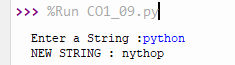 >>> %Run CO1_09.py
Enter a String :python
NEW STRING : nythop